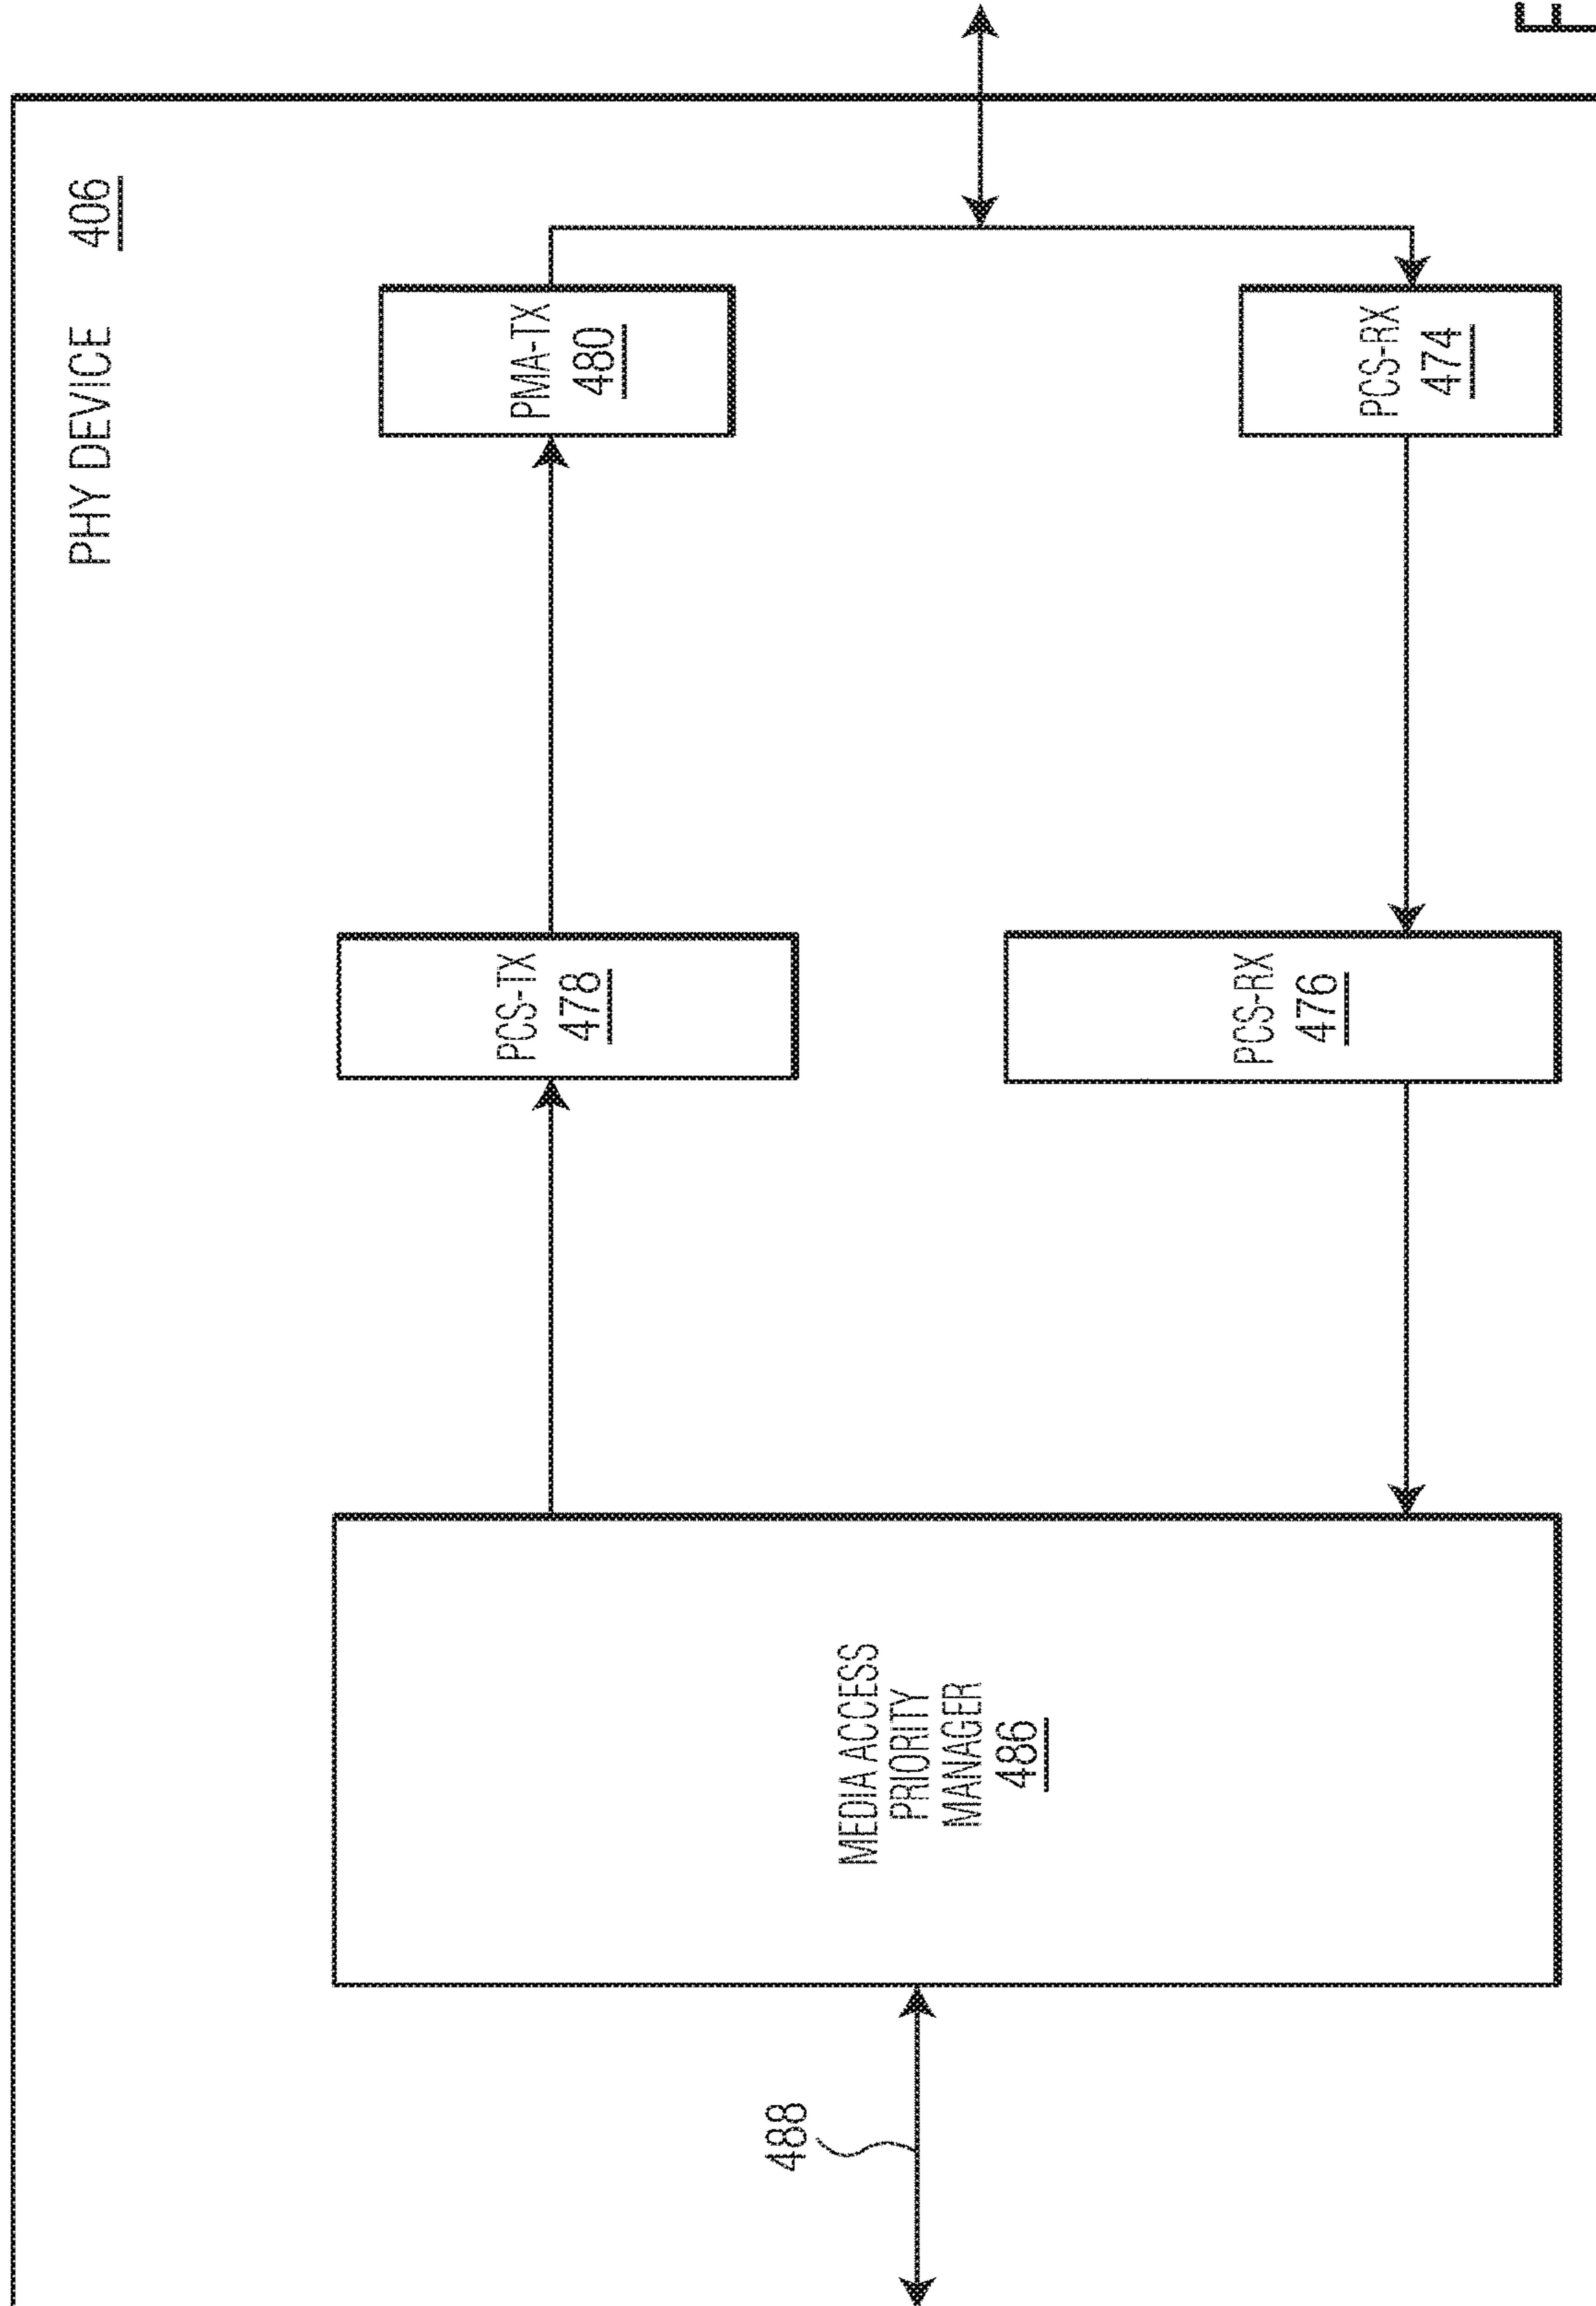 PHY DEVICE 406
PCS-TX
478
PMA-TX
480
MEDIA ACCESS
PRIORITY
MANAGER
486
488
PCS-RX
476
PCS-RX
474